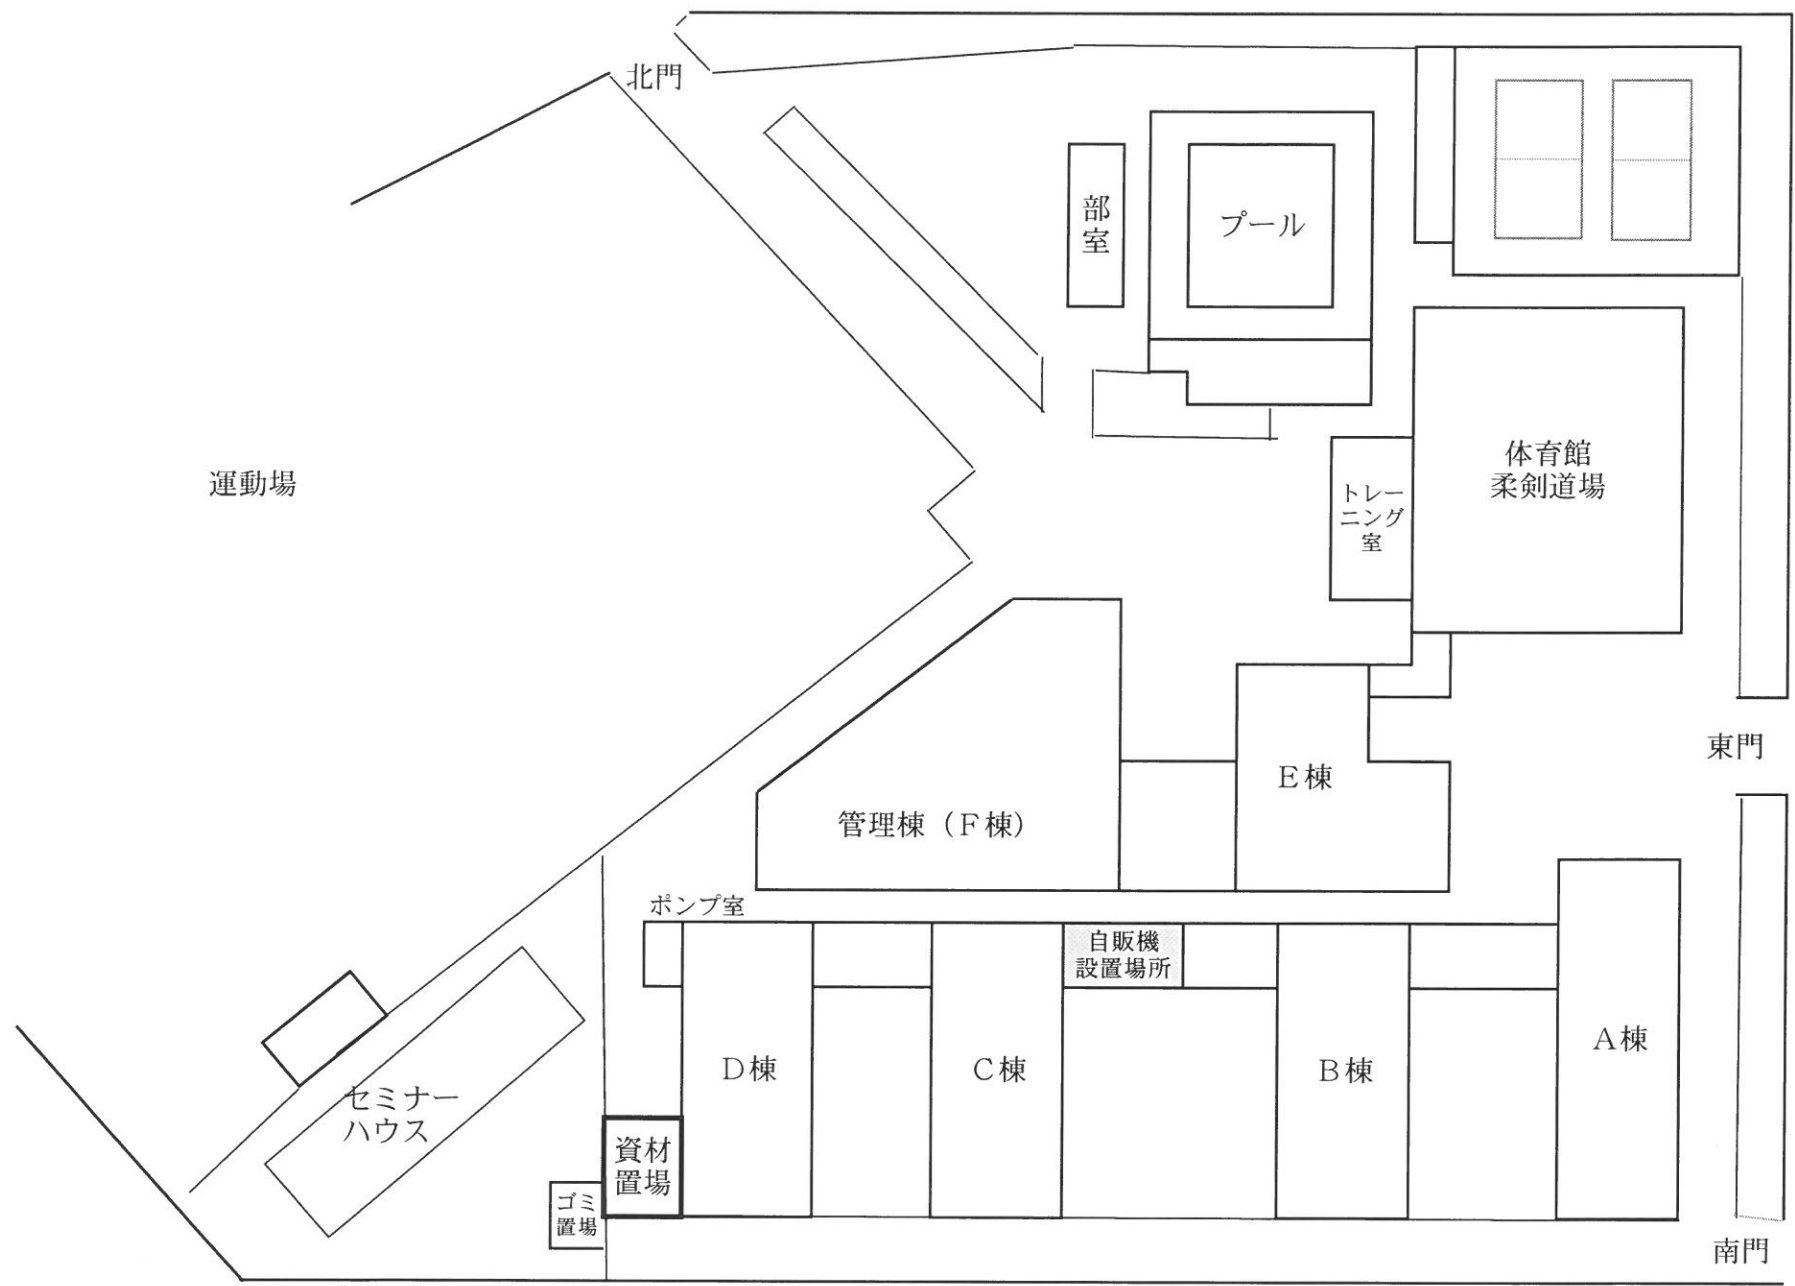 北門
部
室
プール
運動場
体育館
柔剣道場
トレー
ニング
室
東門
E棟
管理棟（F棟）
ポンプ室
自販機
設置場所
A棟
D棟
C棟
B棟
セミナー
ハウス
資材
置場
ゴミ
置場
南門